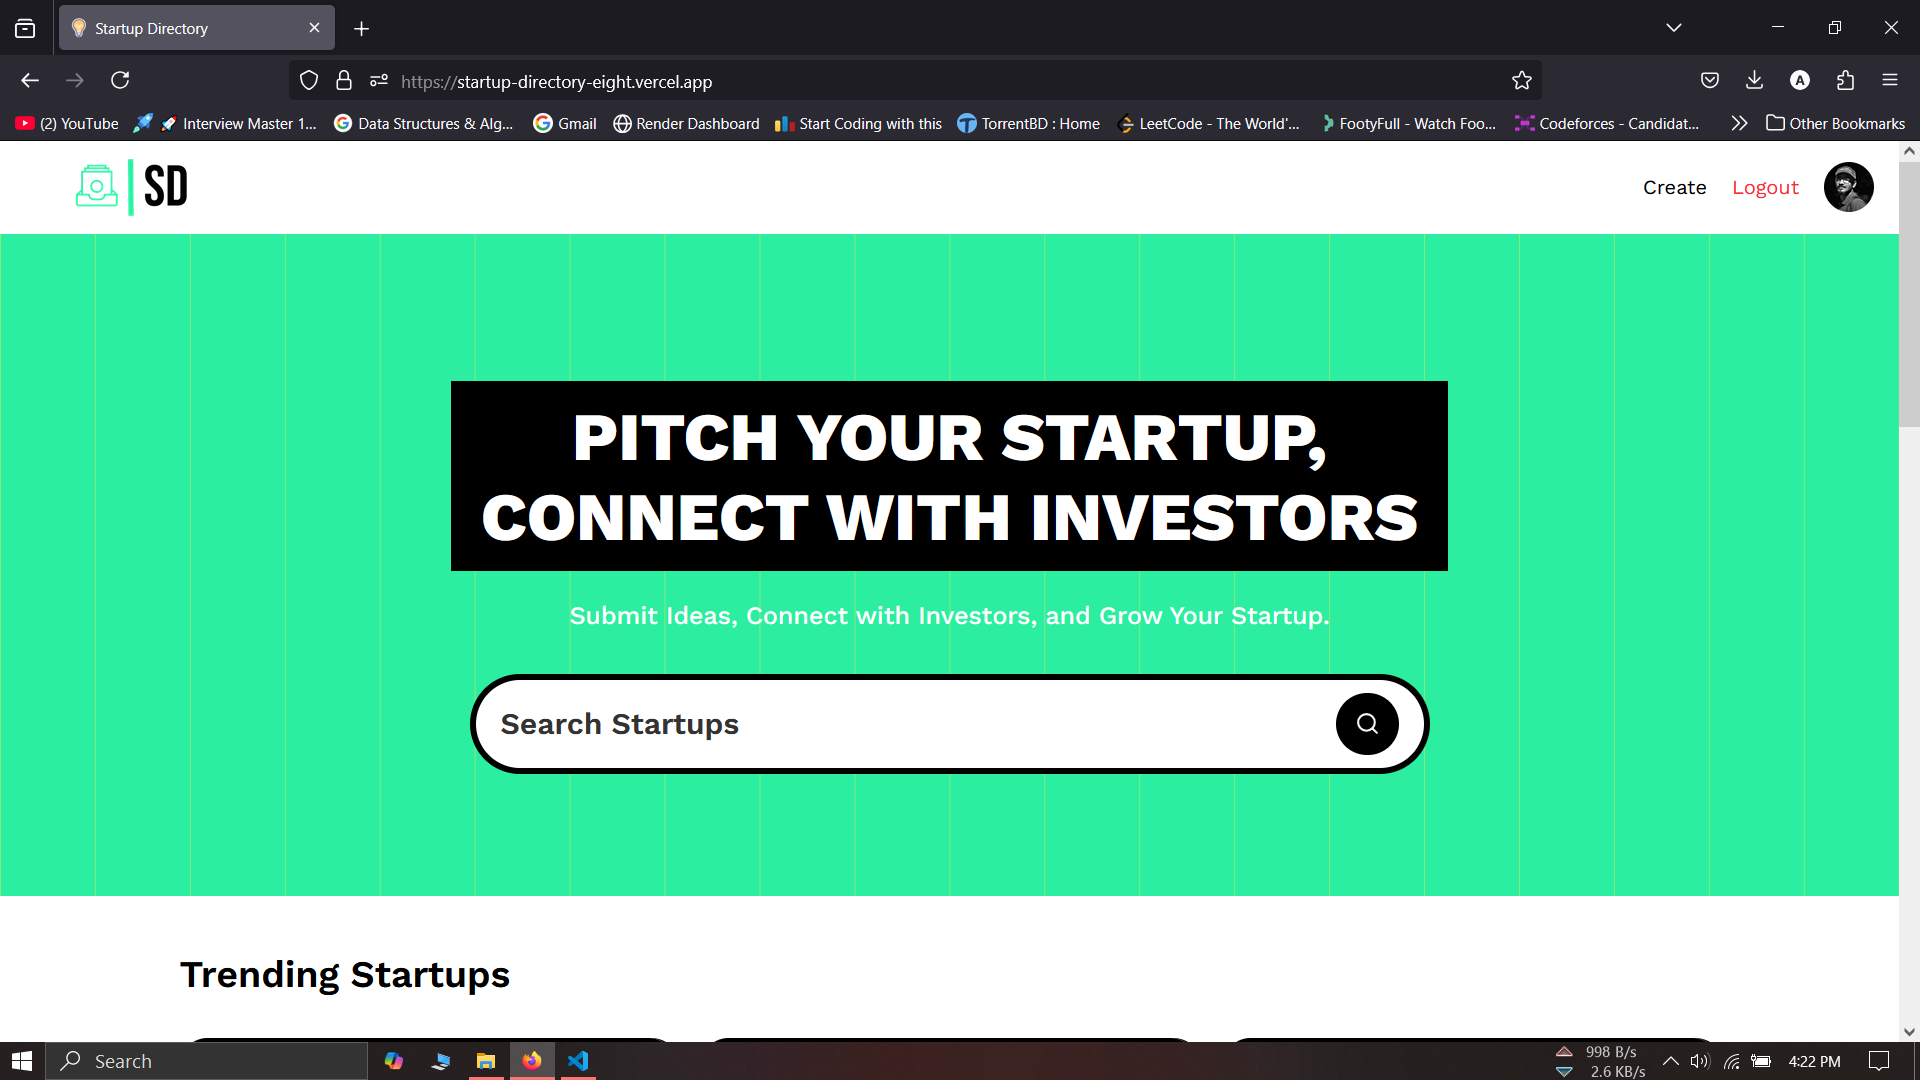 Startup Directory
https://startup-directory-eight.vercel.app
A
(2) YouTube
Interview Master 1...
Data Structures & Alg...
Gmail
Render Dashboard
Start Coding with this
TorrentBD : Home
LeetCode - The World'...
FootyFull - Watch Foo...
Codeforces - Candidat...
Other Bookmarks
SD
Create
Logout
PITCH YOUR STARTUP,
CONNECT WITH INVESTORS
Submit Ideas, Connect with Investors, and Grow Your Startup.
Search Startups
Trending Startups
Search
998 B/s
2.6 KB/s
4:22 PM